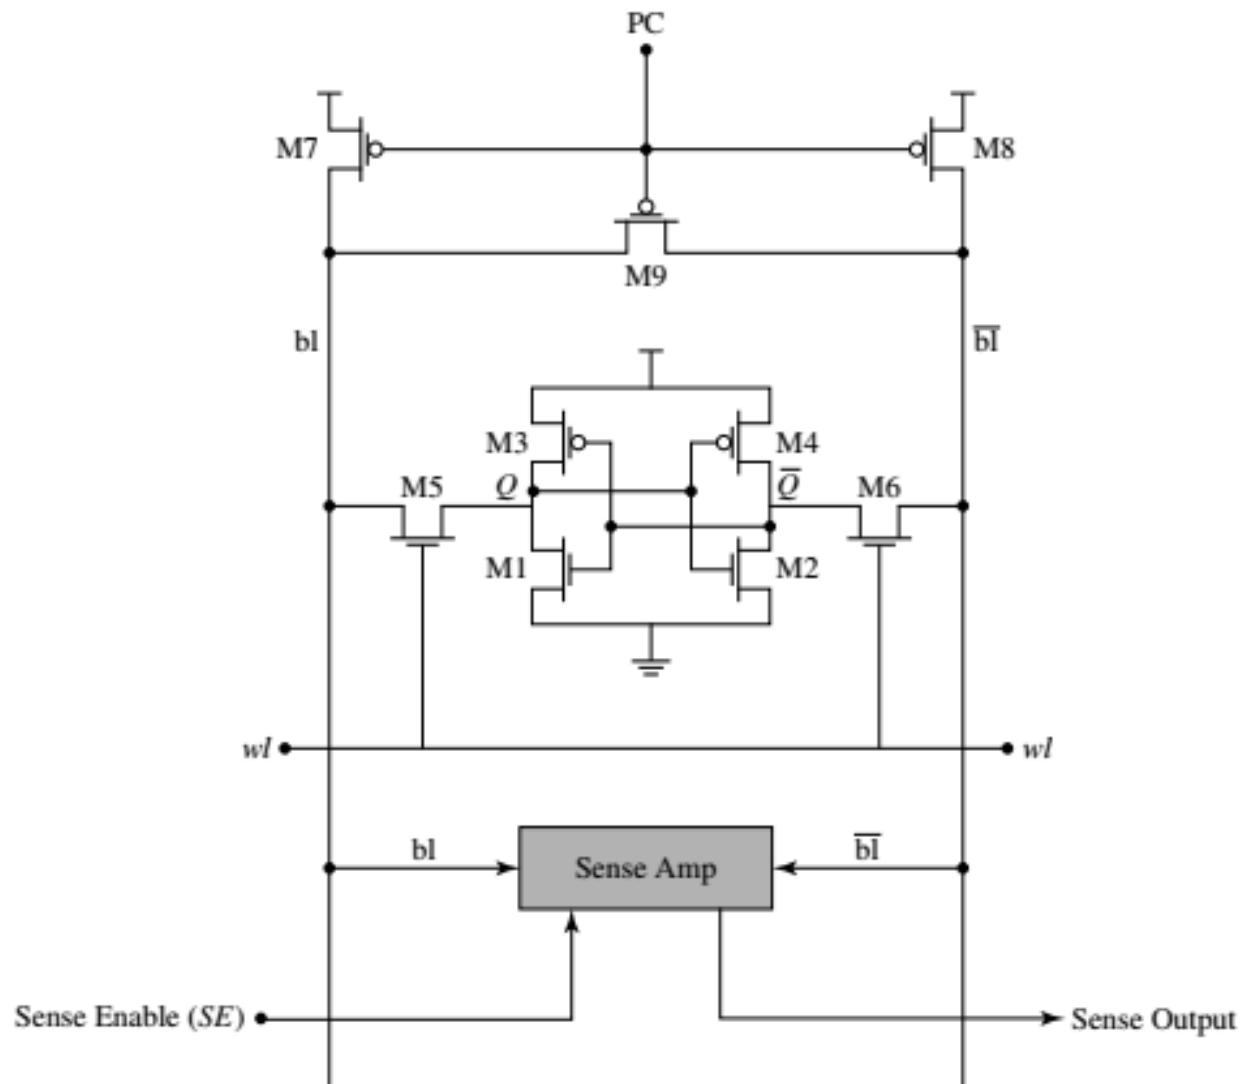 PC
M7
M8
M9
bl
b̅l̅
M3
M4
M5
Q
Q̅
M6
M1
M2
wl
wl
bl
Sense Amp
b̅l̅
Sense Enable (SE)
Sense Output